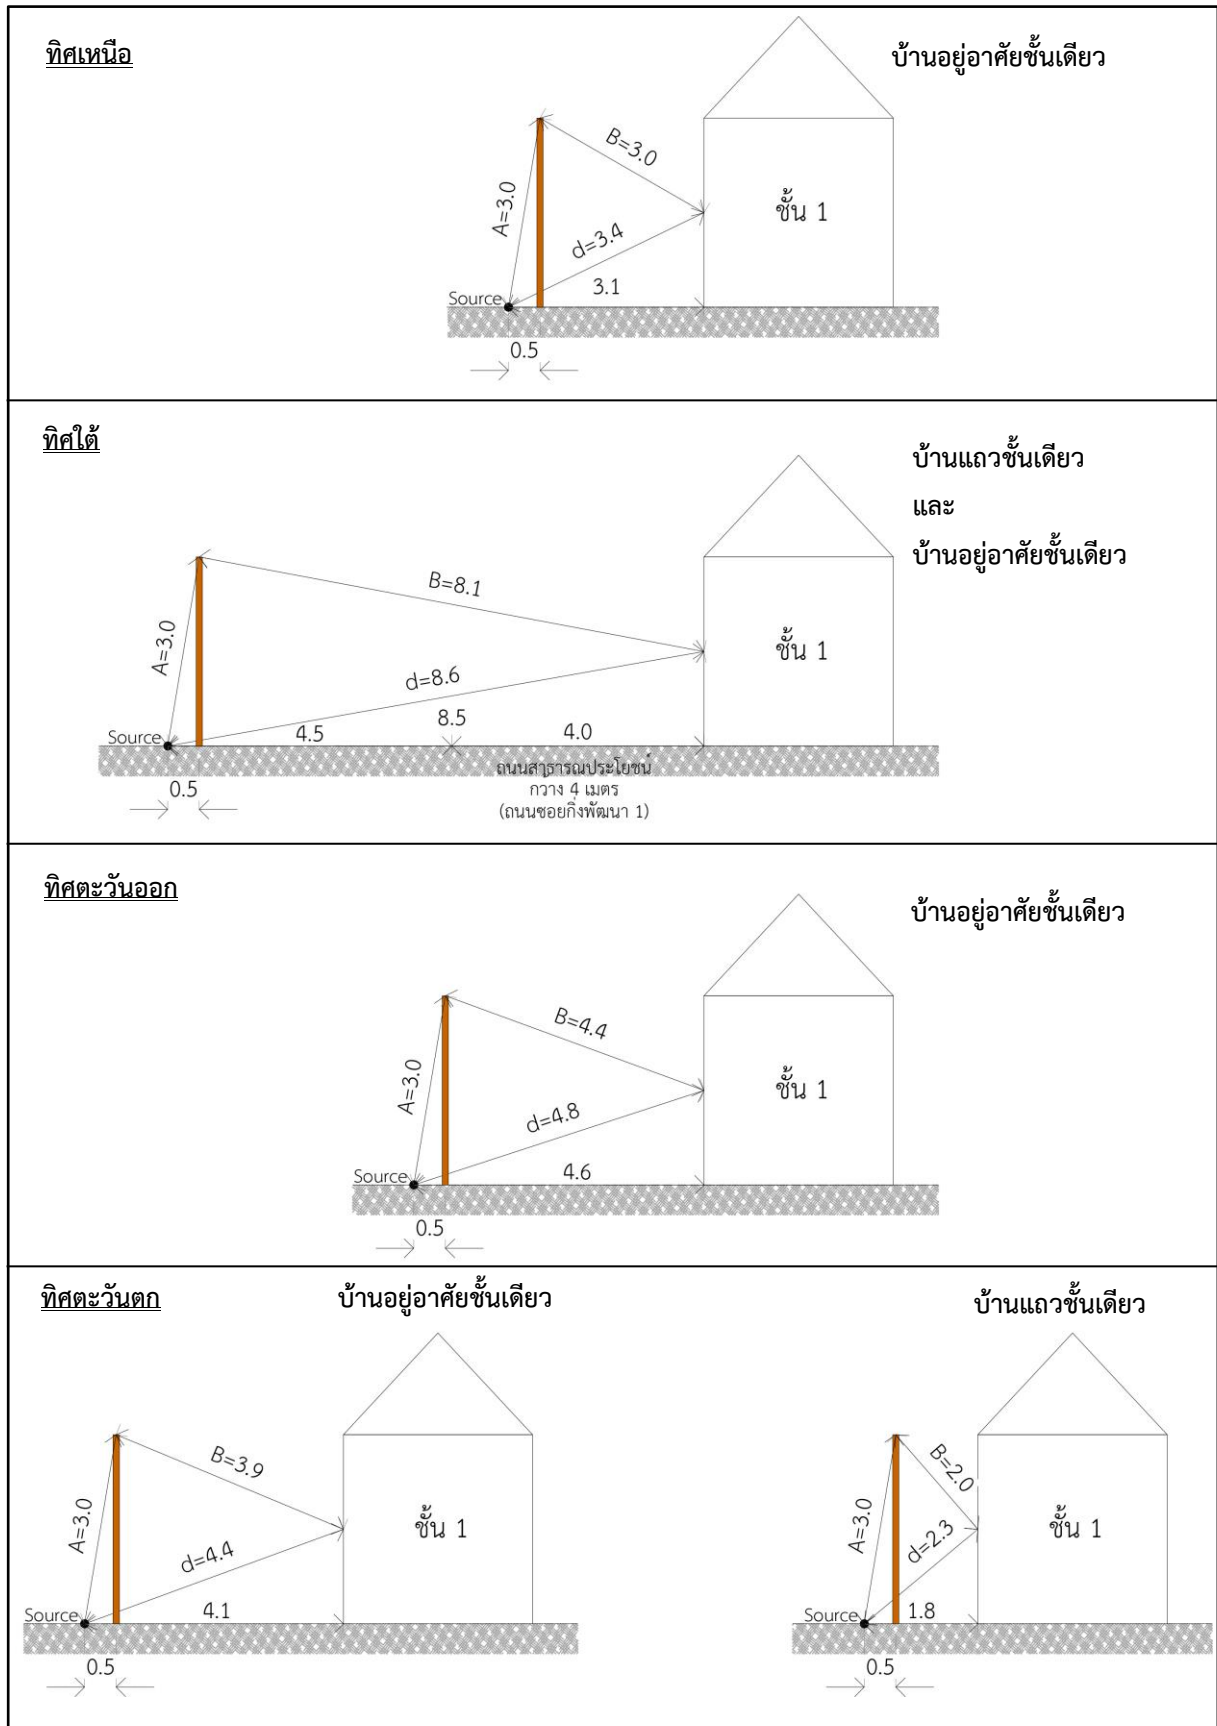 ทิศเหนือ
บ้านอยู่อาศัยชั้นเดียว
B=3.0
A=3.0
ชั้น 1
d=3.4
3.1
Source
0.5
ทิศใต้
บ้านแถวชั้นเดียว
และ
บ้านอยู่อาศัยชั้นเดียว
B=8.1
A=3.0
ชั้น 1
d=8.6
8.5
Source
4.5
4.0
ถนนสาธารณประโยชน์
กว้าง 4 เมตร
(ถนนซอยกิ่งพัฒนา 1)
0.5
ทิศตะวันออก
บ้านอยู่อาศัยชั้นเดียว
B=4.4
A=3.0
ชั้น 1
d=4.8
Source
4.6
0.5
ทิศตะวันตก
บ้านอยู่อาศัยชั้นเดียว
B=3.9
A=3.0
ชั้น 1
d=4.4
Source
4.1
0.5
บ้านแถวชั้นเดียว
B=2.0
A=3.0
ชั้น 1
d=2.3
Source
1.8
0.5